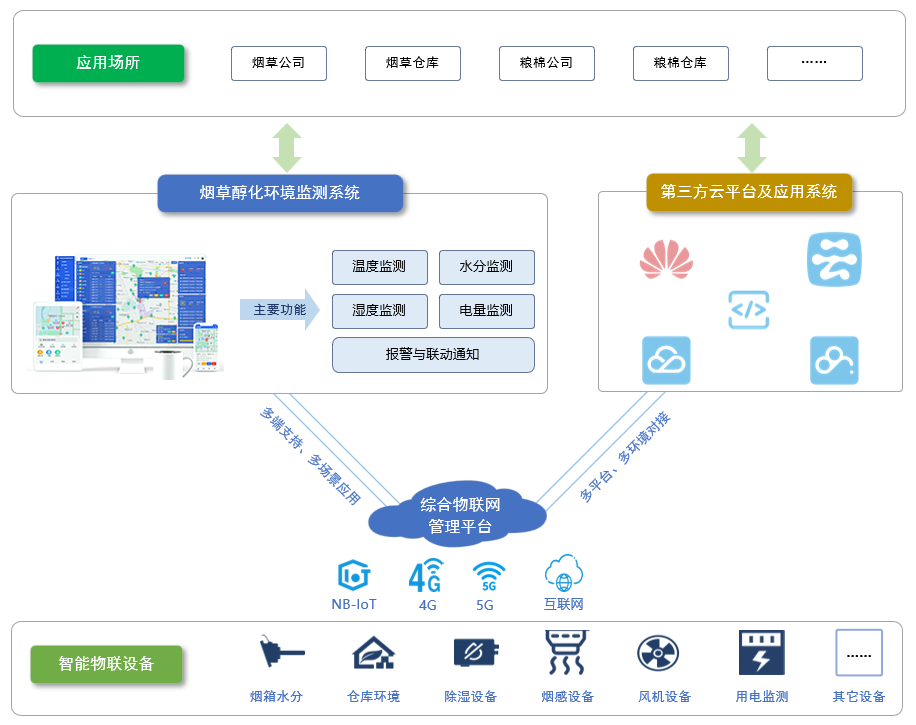 应用场所
烟草公司
烟草仓库
粮棉公司
粮棉仓库
······
烟草醇化环境监测系统
第三方云平台及应用系统
主要功能
温度监测
水分监测
湿度监测
电量监测
报警与联动通知
</>
多端支持、多场景应用
多平台、多环境对接
综合物联网
管理平台
IoT
4G
5G
NB-IoT
4G
5G
互联网
智能物联设备
······
烟箱水分
仓库环境
除湿设备
烟感设备
风机设备
用电监测
其它设备